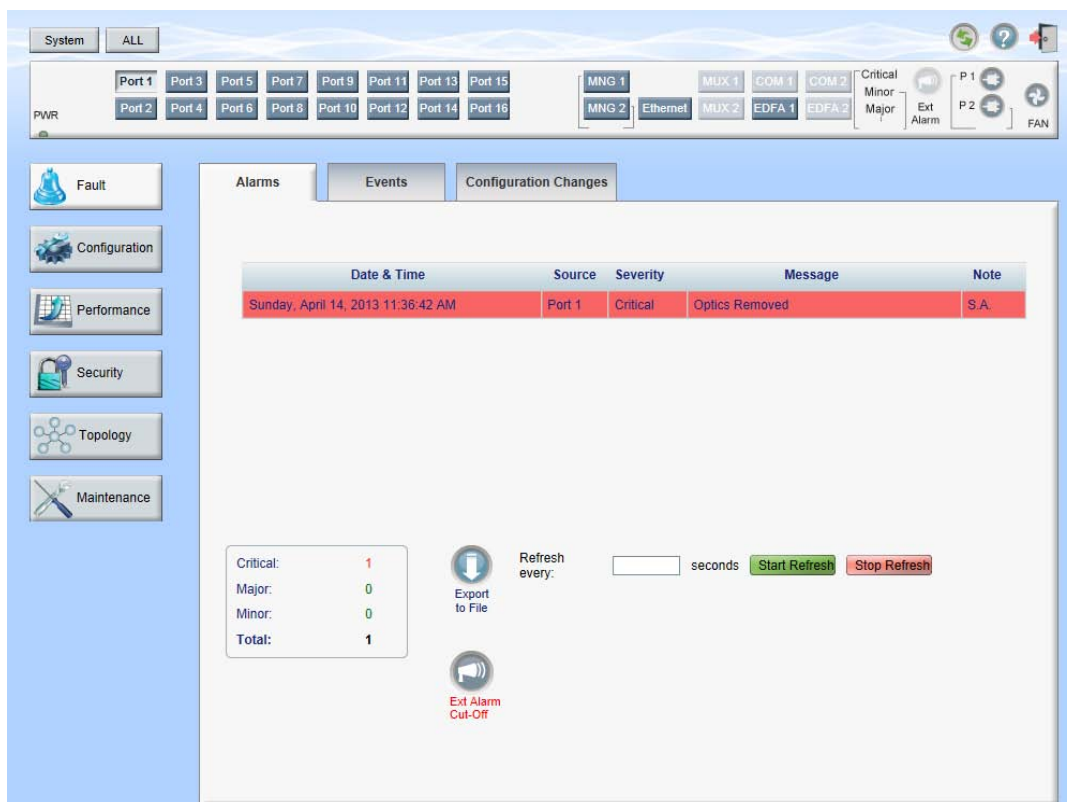 System ALL
Port 1 Port 3 Port 5 Port 7 Port 9 Port 11 Port 13 Port 15 MNG 1 MUX 1 COM 1 COM 2 Critical P 1
Minor
PWR Port 2 Port 4 Port 6 Port 8 Port 10 Port 12 Port 14 Port 16 MNG 2 Ethernet MUX 2 EDFA 1 EDFA 2 Major Ext Alarm P 2 FAN
Fault
Configuration
Performance
Security
Topology
Maintenance
Alarms Events Configuration Changes
Date & Time Source Severity Message Note
Sunday, April 14, 2013 11:36:42 AM Port 1 Critical Optics Removed S.A.
Critical: 1
Major: 0
Minor: 0
Total: 1
Export
to File
Ext Alarm
Cut-Off
Refresh
every: seconds Start Refresh Stop Refresh